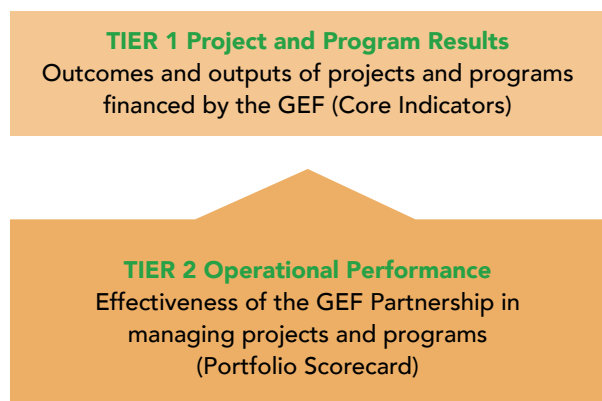 TIER 1 Project and Program Results
Outcomes and outputs of projects and programs
financed by the GEF (Core Indicators)
TIER 2 Operational Performance
Effectiveness of the GEF Partnership in
managing projects and programs
(Portfolio Scorecard)